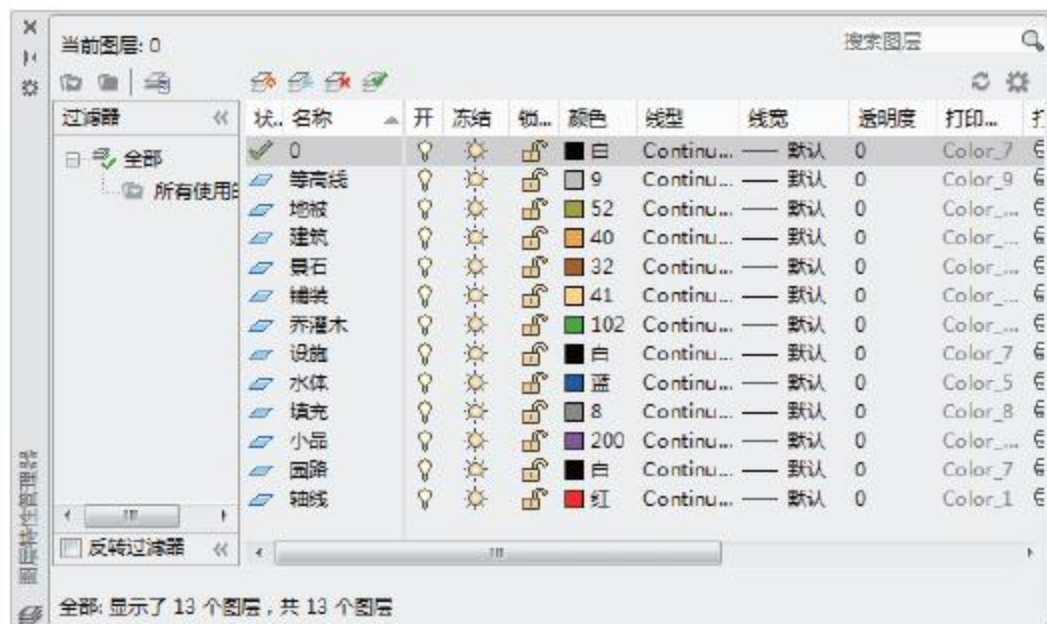 当前图层: 0
搜索图层
过滤器
状.. 名称 开 冻结 锁... 颜色 线型 线宽 透明度 打印...
全部
所有使用的
0 白 Continu... 默认 0 Color_7
等高线 9 Continu... 默认 0 Color_9
地被 52 Continu... 默认 0 Color_...
建筑 40 Continu... 默认 0 Color_...
景石 32 Continu... 默认 0 Color_...
铺装 41 Continu... 默认 0 Color_...
乔灌木 102 Continu... 默认 0 Color_...
设施 白 Continu... 默认 0 Color_7
水体 蓝 Continu... 默认 0 Color_5
填充 8 Continu... 默认 0 Color_8
小品 200 Continu... 默认 0 Color_...
园路 白 Continu... 默认 0 Color_7
轴线 红 Continu... 默认 0 Color_1
反转过滤器
图层特性管理器
全部: 显示了 13 个图层，共 13 个图层